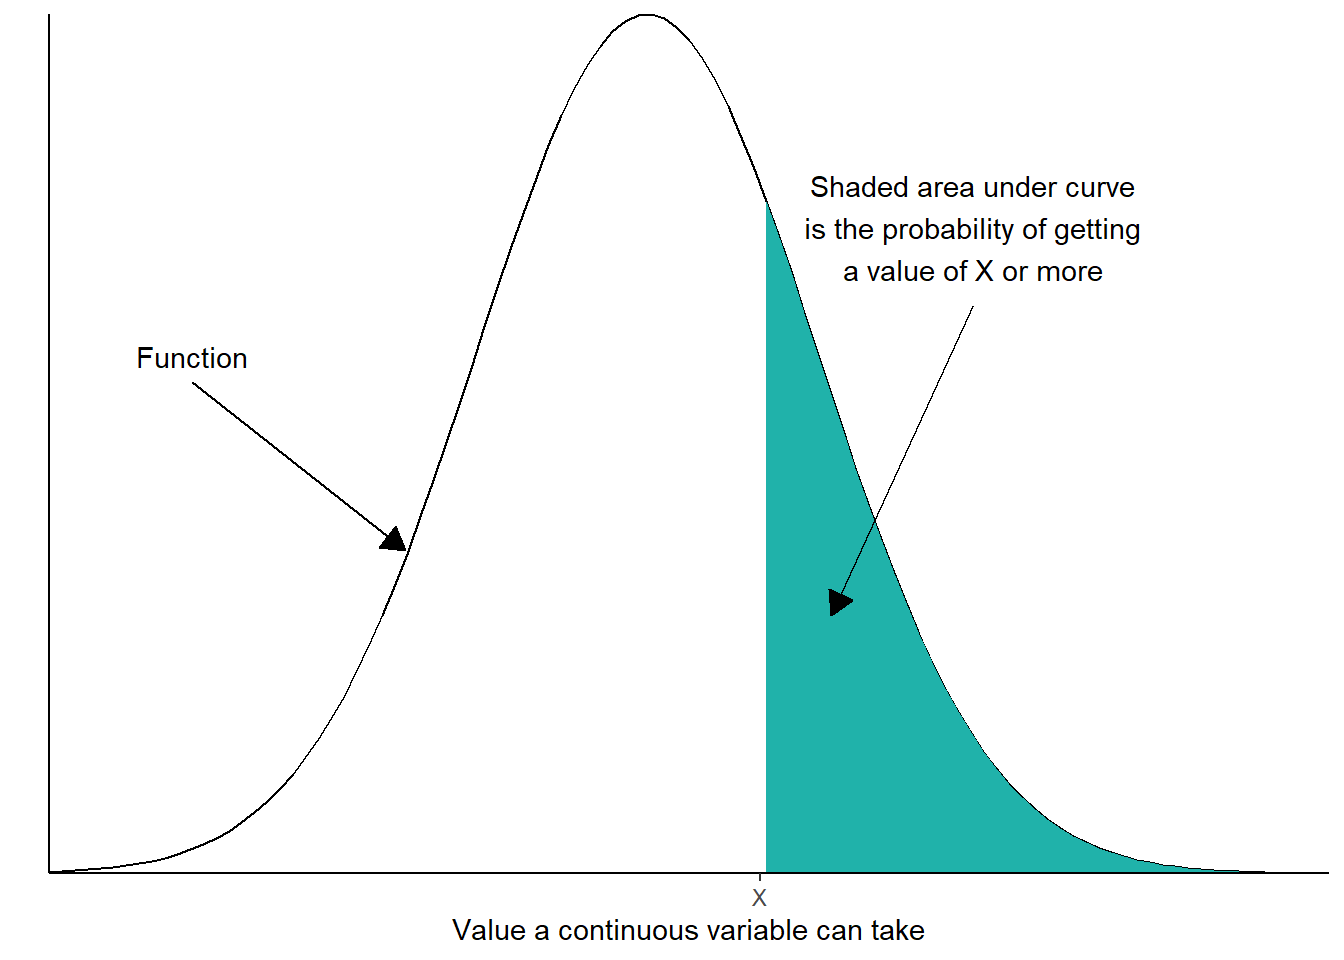 Shaded area under curve
is the probability of getting
a value of X or more
Function
X
Value a continuous variable can take